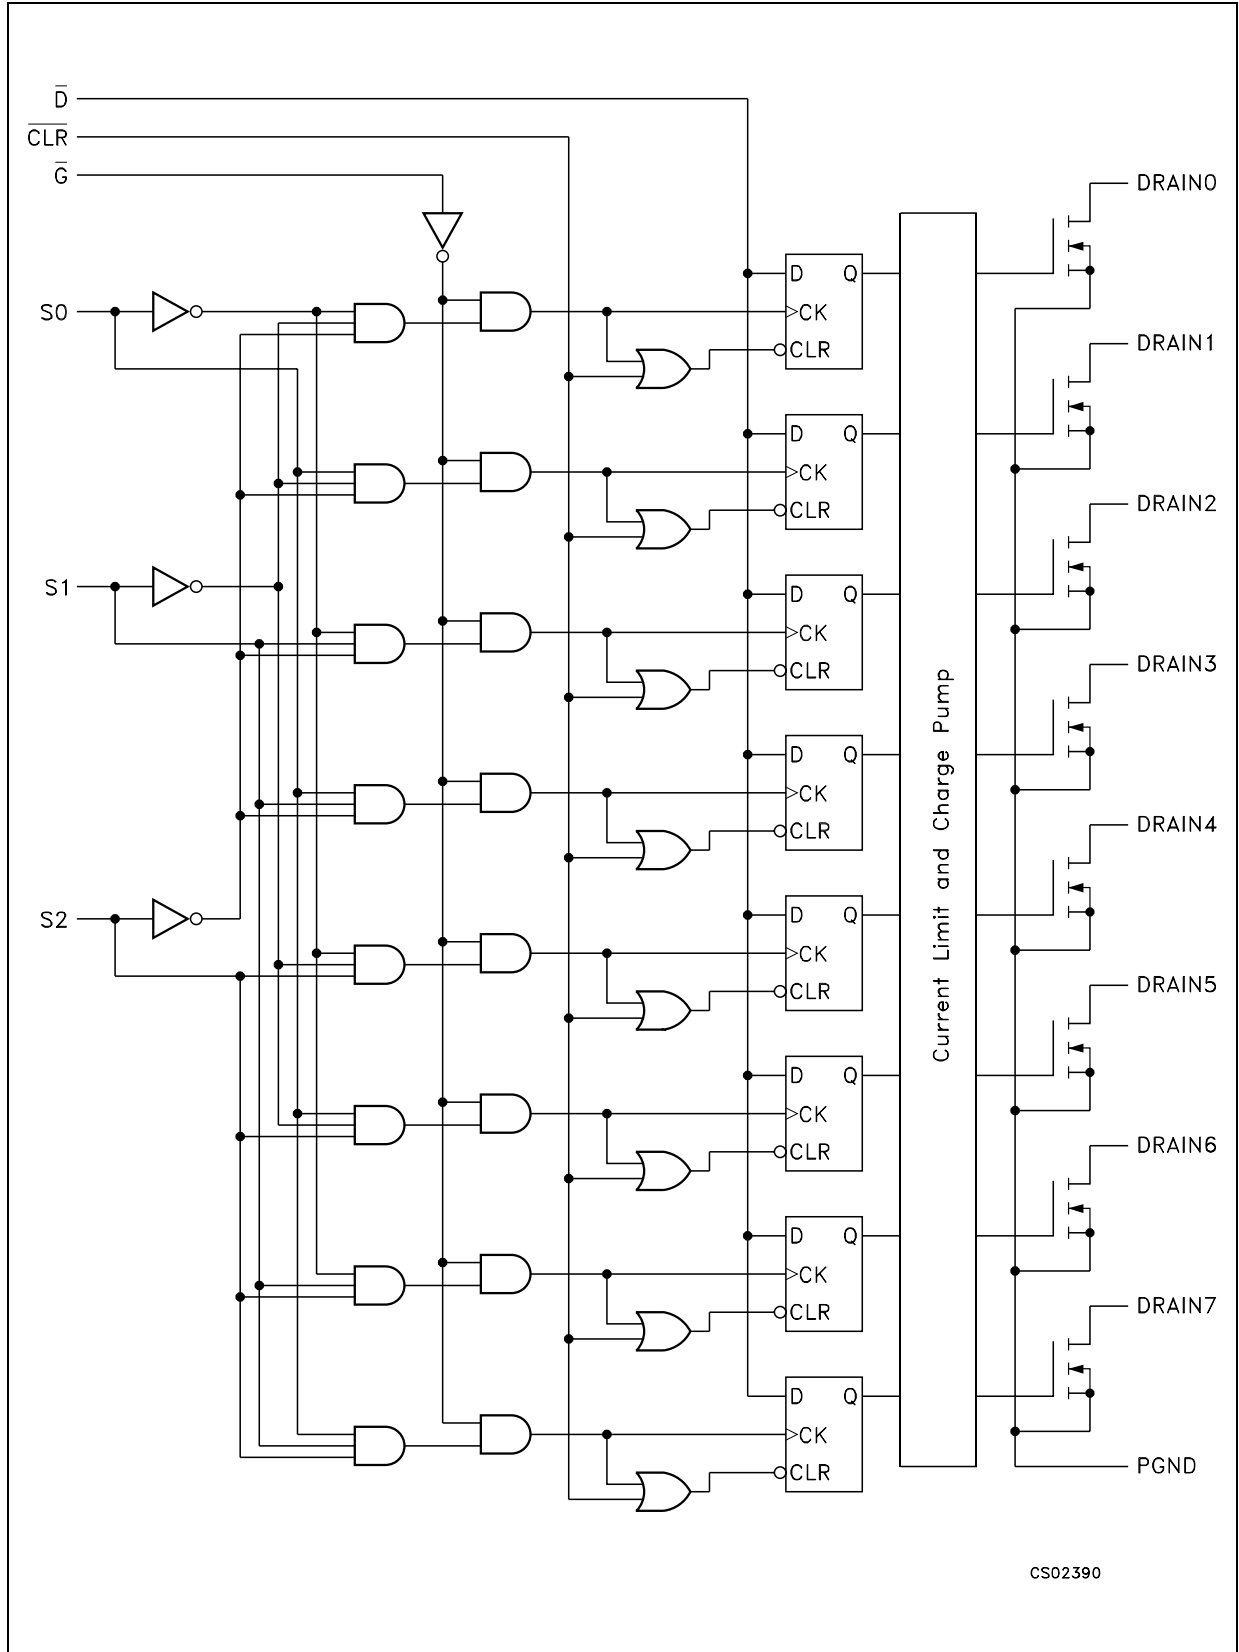 D̅
C̅L̅R̅
G̅
DRAIN0
D Q
S0
CK
CLR
DRAIN1
D Q
CK
CLR
DRAIN2
S1
D Q
CK
CLR
DRAIN3
D Q
CK
CLR
DRAIN4
S2
D Q
CK
CLR
DRAIN5
D Q
CK
CLR
DRAIN6
D Q
CK
CLR
DRAIN7
D Q
CK
CLR
PGND
Current Limit and Charge Pump
CS02390